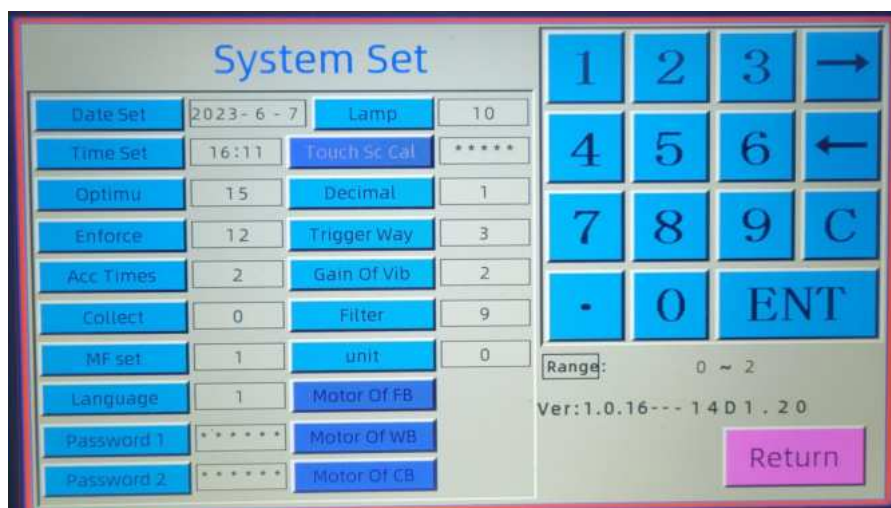 System Set
Date Set 2023- 6 - 7 Lamp 10
Time Set 16:11 Touch Sc Cal *****
Optimu 15 Decimal 1
Enforce 12 Trigger Way 3
Acc Times 2 Gain Of Vib 2
Collect 0 Filter 9
MF set 1 unit 0
Language 1 Motor Of FB
Password 1 ****** Motor Of WB
Password 2 ****** Motor Of CB
1 2 3 →
4 5 6 ←
7 8 9 C
. 0 ENT
Range: 0 ~ 2
Ver:1.0.16---14D1.20
Return